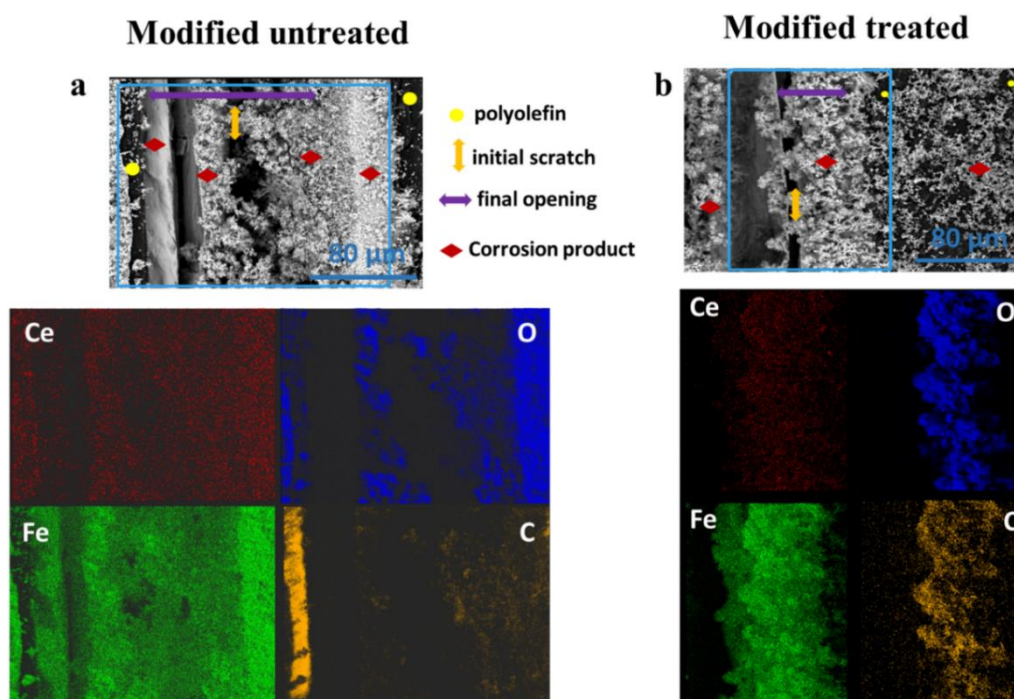 Modified untreated
Modified treated
a
b
polyolefin
initial scratch
final opening
Corrosion product
80 µm
80 µm
Ce
O
Fe
C
Ce
O
Fe
C